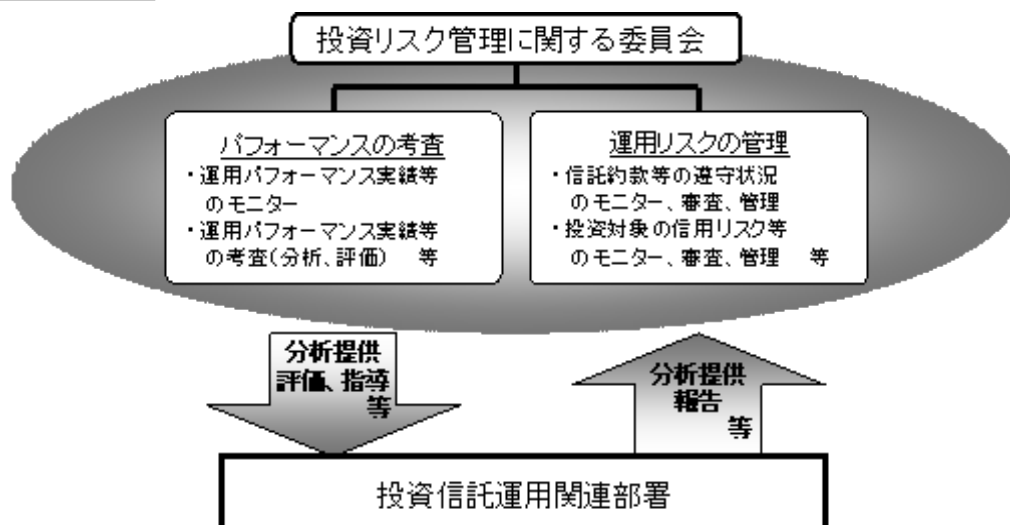 投資リスク管理に関する委員会
パフォーマンスの考査
・運用パフォーマンス実績等
のモニター
・運用パフォーマンス実績等
の考査(分析、評価) 等
運用リスクの管理
・信託約款等の遵守状況
のモニター、審査、管理
・投資対象の信用リスク等
のモニター、審査、管理 等
分析提供
評価、指導
等
分析提供
報告
等
投資信託運用関連部署